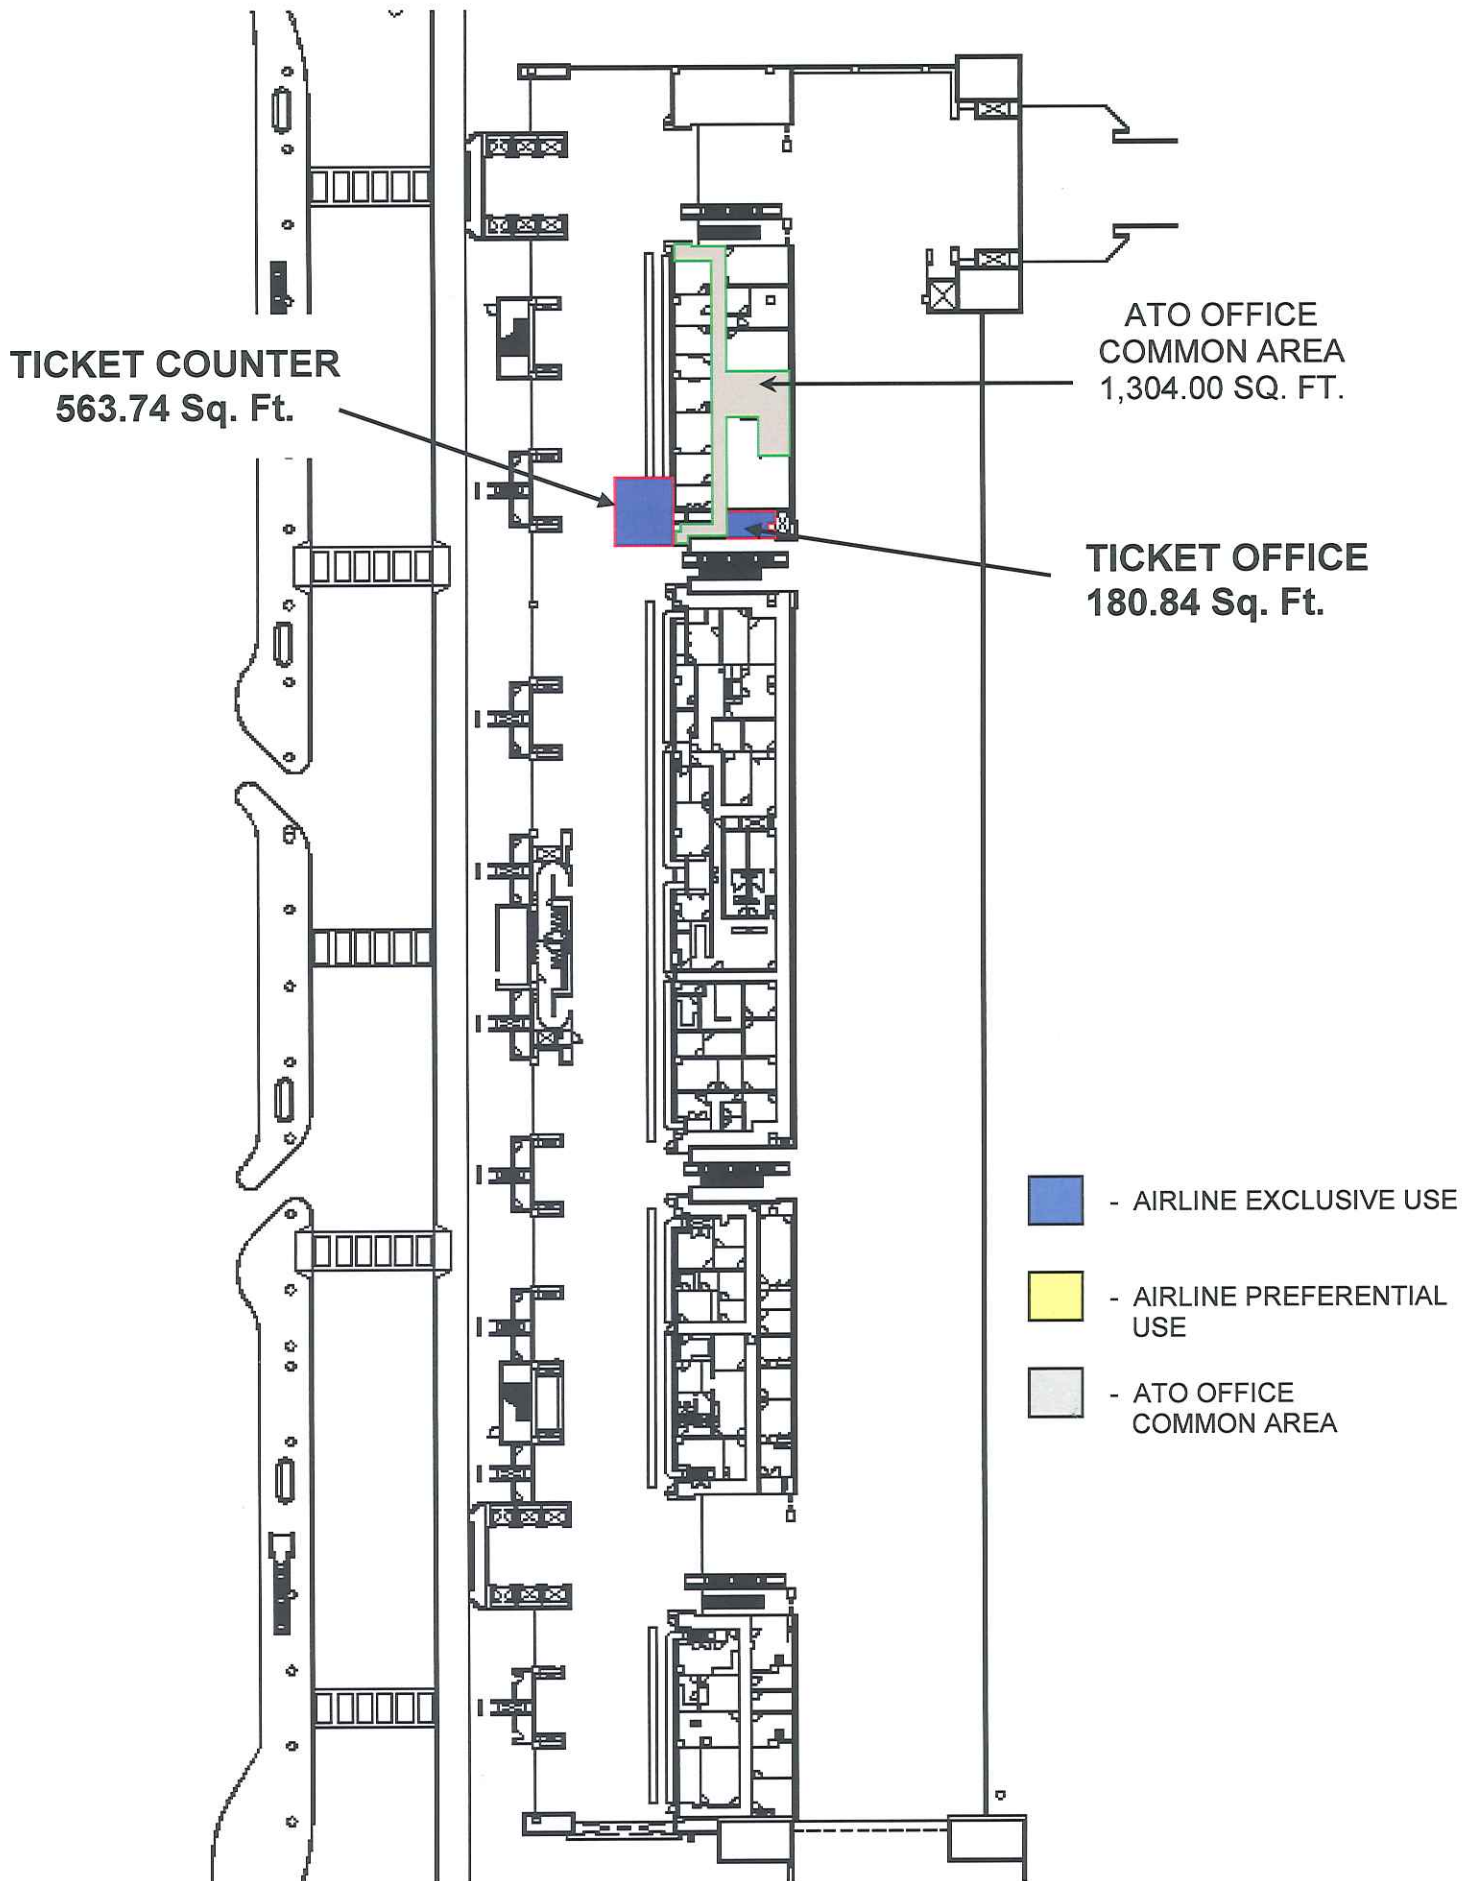 ATO OFFICE
COMMON AREA
1,304.00 SQ. FT.
TICKET COUNTER
563.74 Sq. Ft.
TICKET OFFICE
180.84 Sq. Ft.
- AIRLINE EXCLUSIVE USE
- AIRLINE PREFERENTIAL
USE
- ATO OFFICE
COMMON AREA